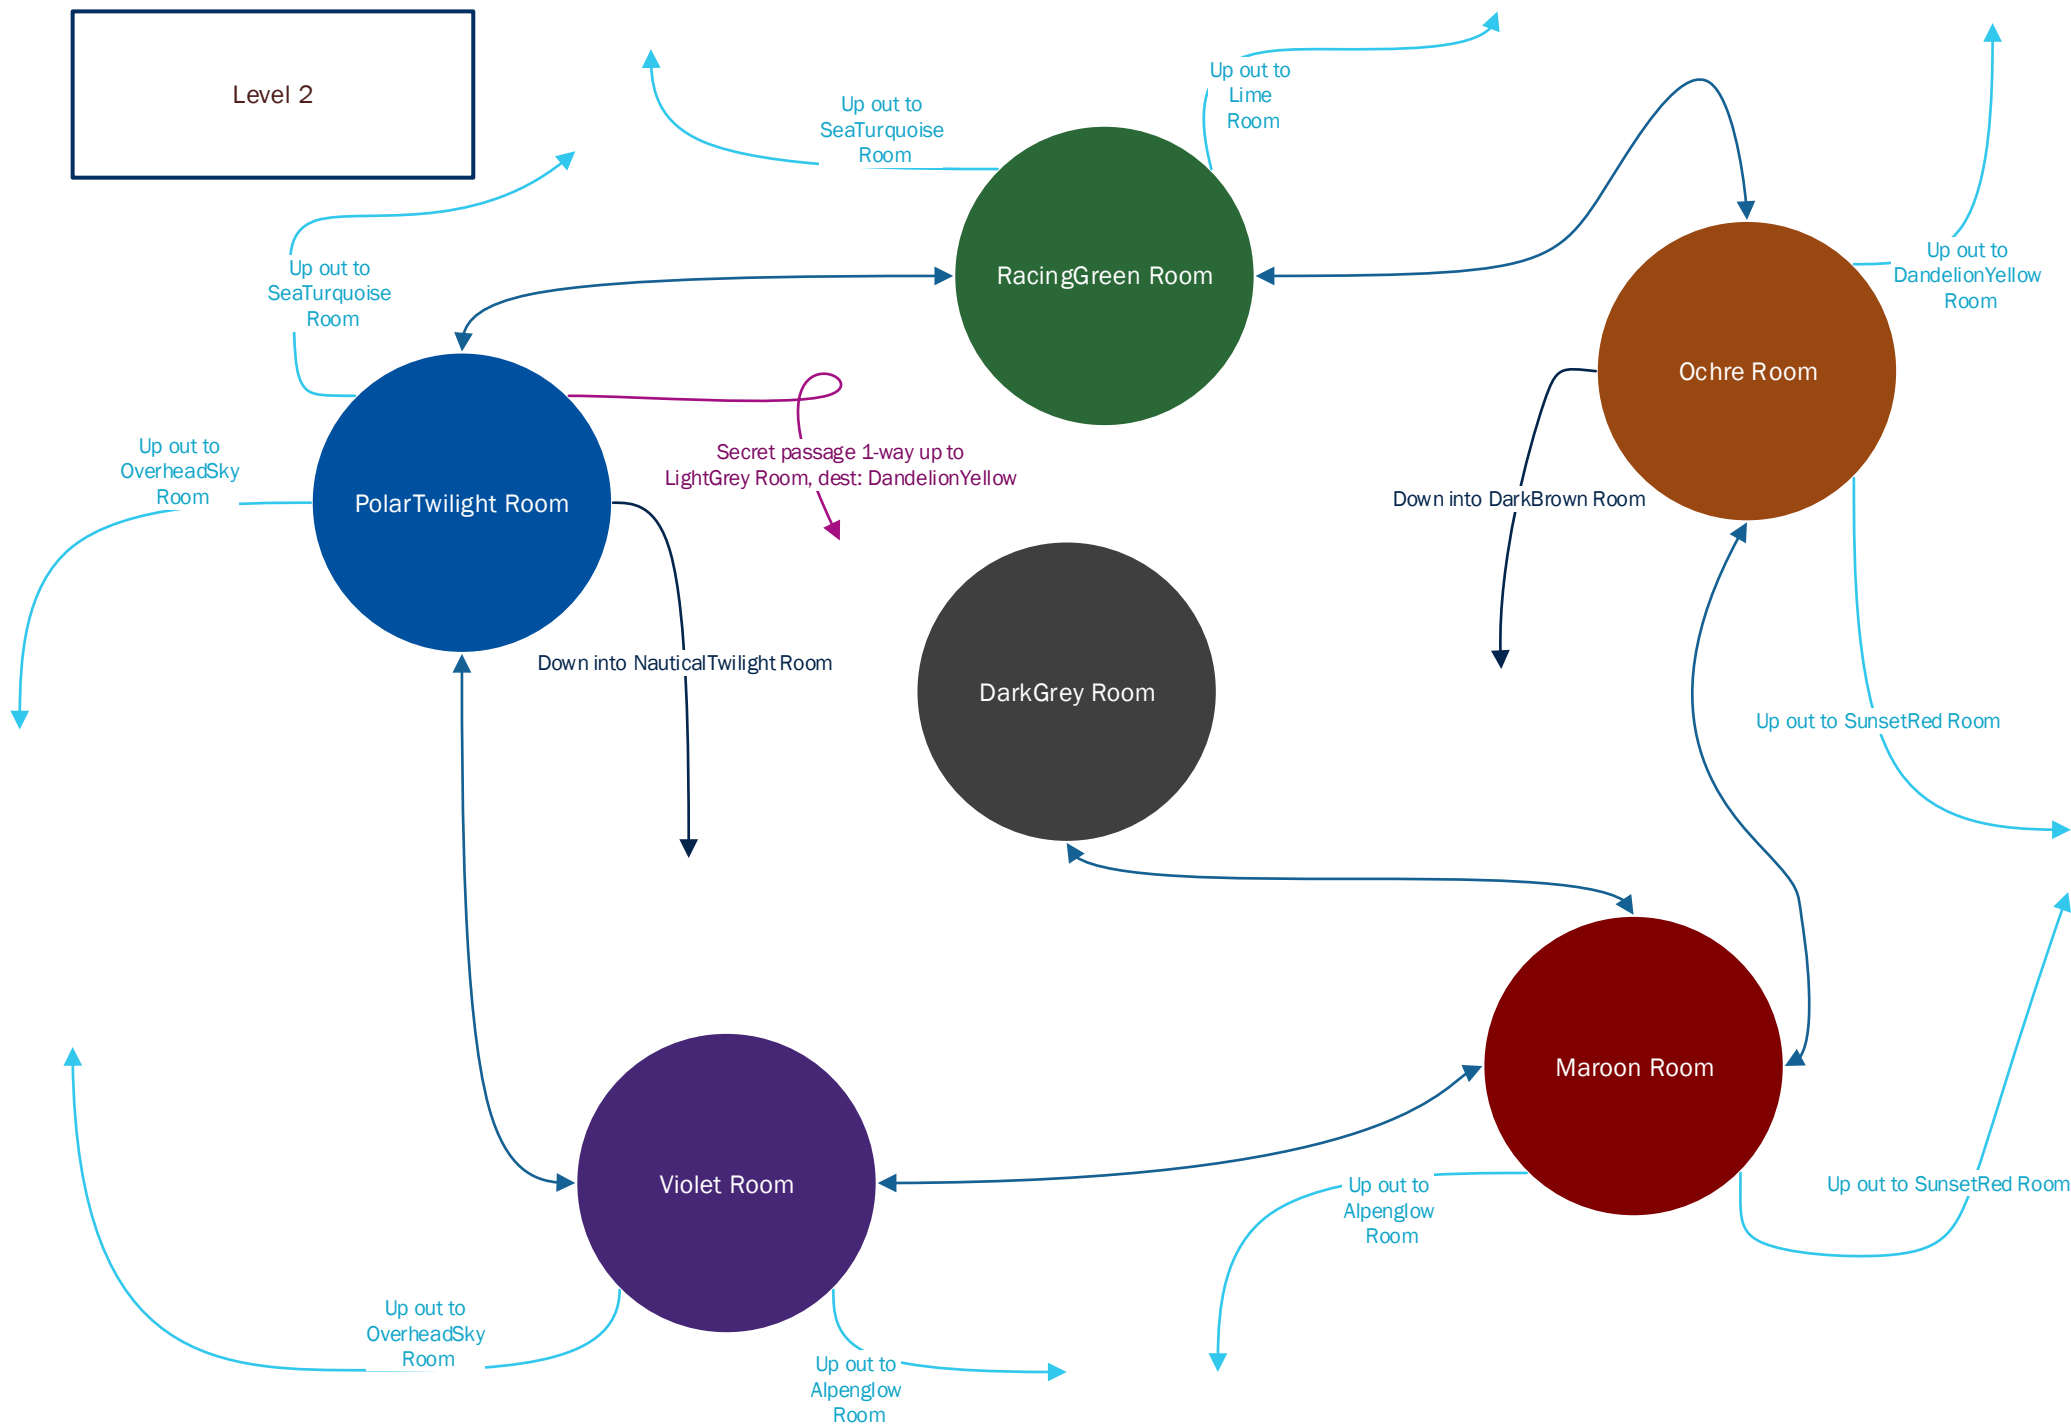 Level 2
Up out to
SeaTurquoise
Room
Up out to
Lime
Room
Up out to
SeaTurquoise
Room
RacingGreen Room
Up out to
DandelionYellow
Room
Ochre Room
Up out to
OverheadSky
Room
PolarTwilight Room
Secret passage 1-way up to
LightGrey Room, dest: DandelionYellow
Down into DarkBrown Room
Down into NauticalTwilight Room
DarkGrey Room
Up out to SunsetRed Room
Maroon Room
Violet Room
Up out to
Alpenglow
Room
Up out to SunsetRed Room
Up out to
OverheadSky
Room
Up out to
Alpenglow
Room